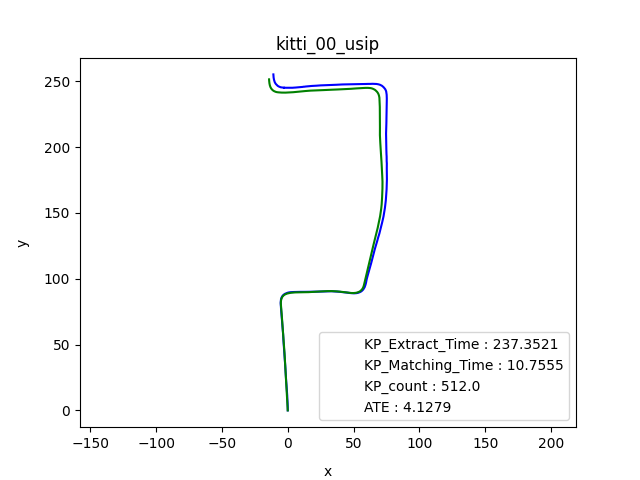 kitti_00_usip
250
200
150
100
50
0
y
KP_Extract_Time : 237.3521
KP_Matching_Time : 10.7555
KP_count : 512.0
ATE : 4.1279
−150 −100 −50 0 50 100 150 200
x